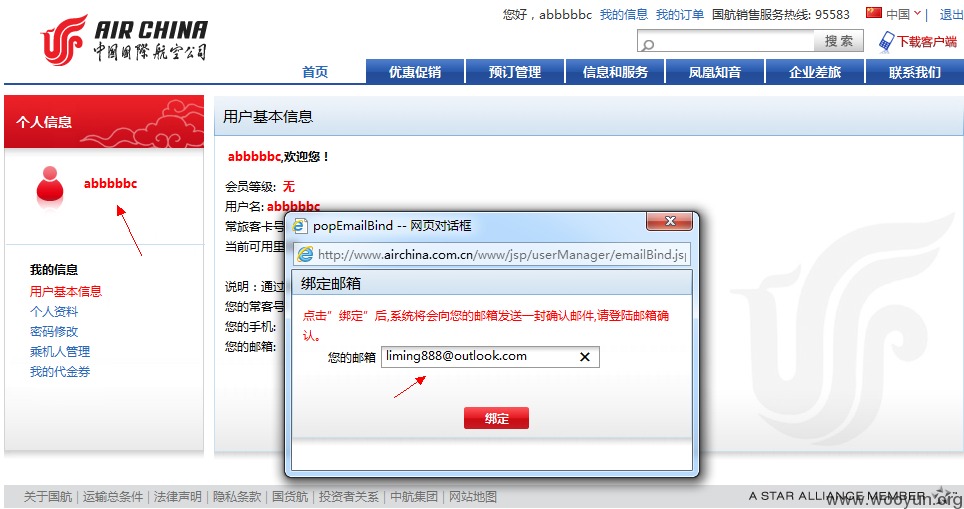 AIR CHINA
中國國際航空公司
您好，abbbbbc 我的信息 我的订单 国航销售服务热线: 95583 中国 | 退出
搜 索 下载客户端
首页 优惠促销 预订管理 信息和服务 凤凰知音 企业差旅 联系我们
个人信息
abbbbbc
我的信息
用户基本信息
个人资料
密码修改
乘机人管理
我的代金券
用户基本信息
abbbbbc,欢迎您！
会员等级: 无
用户名: abbbbbc
常旅客卡号
当前可用里
说明：通过
您的常客号
您的手机:
您的邮箱:
popEmailBind -- 网页对话框
http://www.airchina.com.cn/www/jsp/userManager/emailBind.jsp
绑定邮箱
点击”绑定”后,系统将会向您的邮箱发送一封确认邮件,请登陆邮箱确
认。
您的邮箱 liming888@outlook.com
绑定
关于国航 | 运输总条件 | 法律声明 | 隐私条款 | 国货航 | 投资者关系 | 中航集团 | 网站地图
A STAR ALLIANCE MEMBER
www.wooyun.org